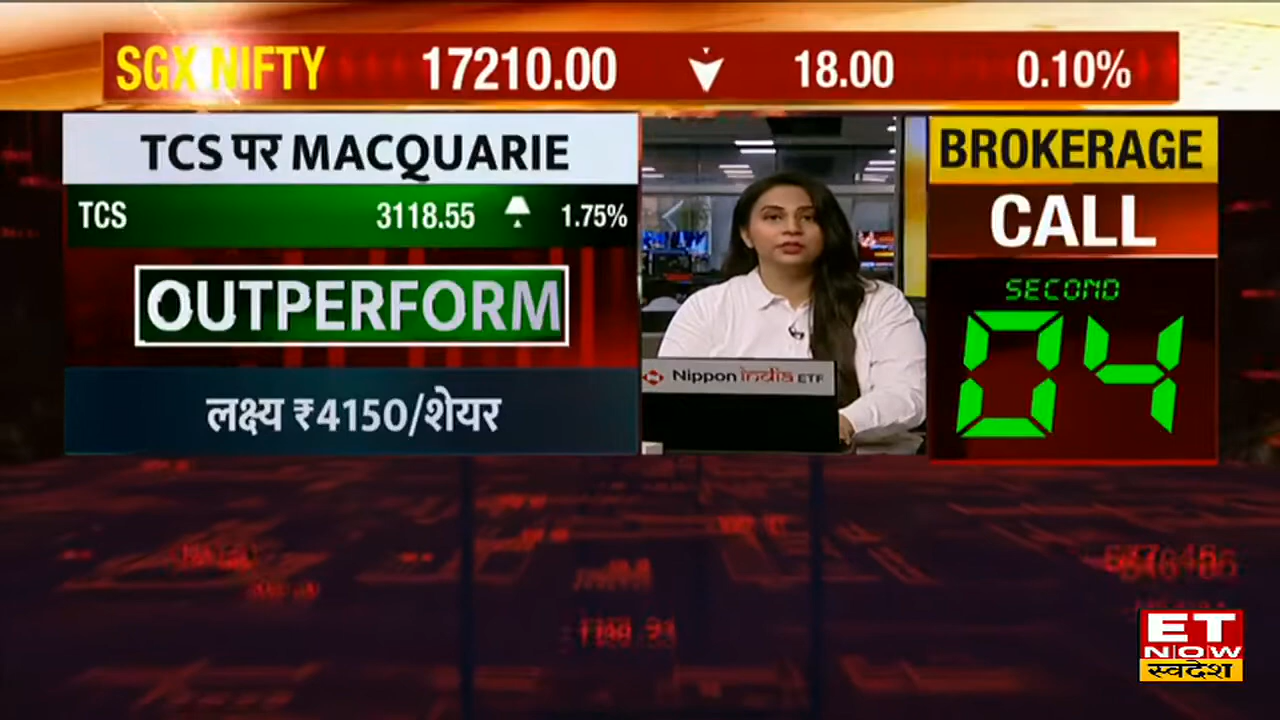 SGX NIFTY 17210.00 18.00 0.10%
TCS पर MACQUARIE
TCS 3118.55 1.75%
OUTPERFORM
लक्ष्य ₹4150/शेयर
Nippon india ETF
BROKERAGE
CALL
SECOND
04
ET
NOW
स्वदेश